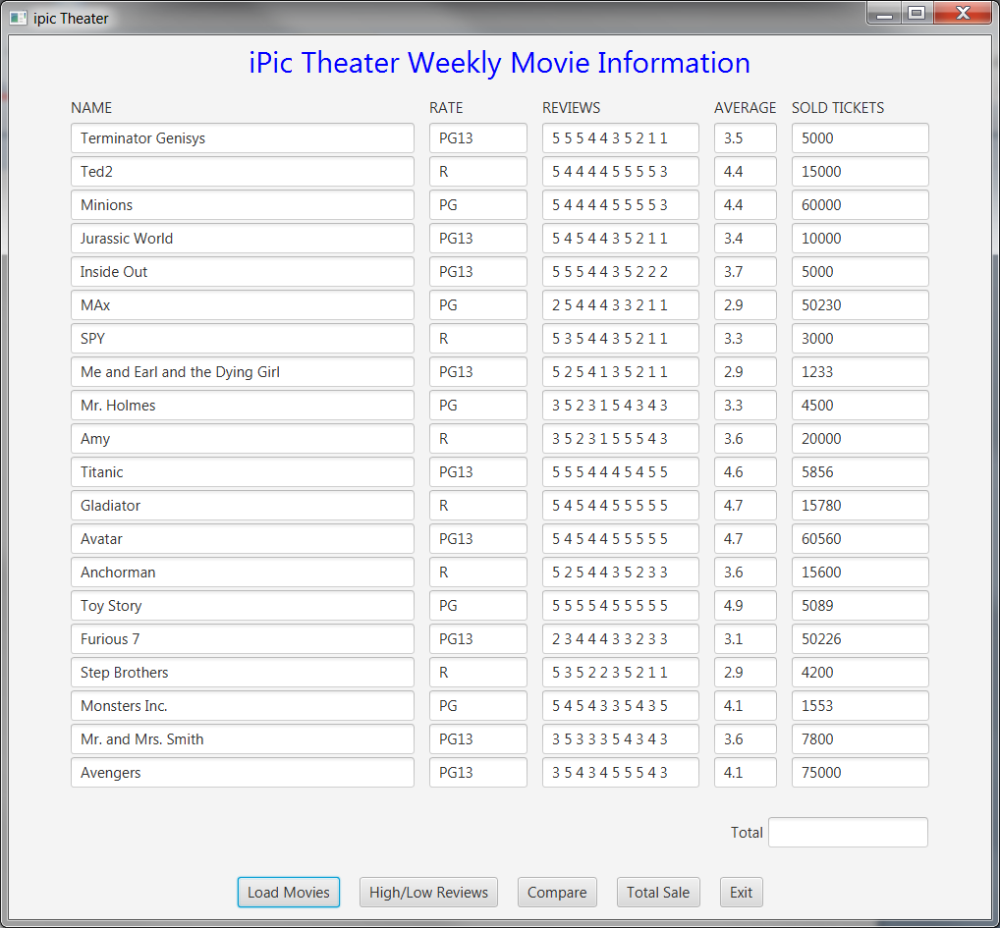 ipic Theater
iPic Theater Weekly Movie Information
NAME RATE REVIEWS AVERAGE SOLD TICKETS
Terminator Genisys PG13 5 5 5 4 4 3 5 2 1 1 3.5 5000
Ted2 R 5 4 4 4 4 5 5 5 5 3 4.4 15000
Minions PG 5 4 4 4 4 5 5 5 5 3 4.4 60000
Jurassic World PG13 5 4 5 4 4 3 5 2 1 1 3.4 10000
Inside Out PG13 5 5 5 4 4 3 5 2 2 2 3.7 5000
MAx PG 2 5 4 4 4 3 3 2 1 1 2.9 50230
SPY R 5 3 5 4 4 3 5 2 1 1 3.3 3000
Me and Earl and the Dying Girl PG13 5 2 5 4 1 3 5 2 1 1 2.9 1233
Mr. Holmes PG 3 5 2 3 1 5 4 3 4 3 3.3 4500
Amy R 3 5 2 3 1 5 5 5 4 3 3.6 20000
Titanic PG13 5 5 5 4 4 4 5 4 5 5 4.6 5856
Gladiator R 5 4 5 4 4 5 5 5 5 5 4.7 15780
Avatar PG13 5 4 5 4 4 5 5 5 5 5 4.7 60560
Anchorman R 5 2 5 4 4 3 5 2 3 3 3.6 15600
Toy Story PG 5 5 5 5 4 5 5 5 5 5 4.9 5089
Furious 7 PG13 2 3 4 4 4 3 3 2 3 3 3.1 50226
Step Brothers R 5 3 5 2 2 3 5 2 1 1 2.9 4200
Monsters Inc. PG 5 4 5 4 3 3 5 4 3 5 4.1 1553
Mr. and Mrs. Smith PG13 3 5 3 3 3 5 4 3 4 3 3.6 7800
Avengers PG13 3 5 4 3 4 5 5 5 4 3 4.1 75000
Total
Load Movies High/Low Reviews Compare Total Sale Exit